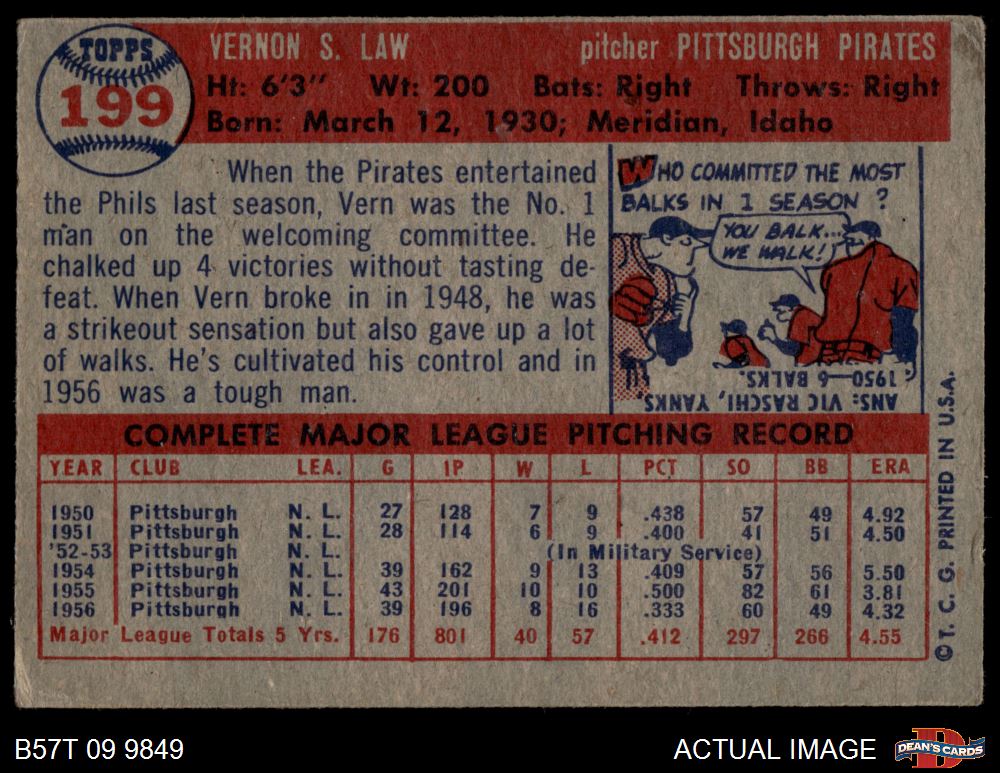 TOPPS
199
VERNON S. LAW pitcher PITTSBURGH PIRATES
Ht: 6'3" Wt: 200 Bats: Right Throws: Right
Born: March 12, 1930; Meridian, Idaho
When the Pirates entertained
the Phils last season, Vern was the No. 1
man on the welcoming committee. He
chalked up 4 victories without tasting de-
feat. When Vern broke in in 1948, he was
a strikeout sensation but also gave up a lot
of walks. He's cultivated his control and in
1956 was a tough man.
WHO COMMITTED THE MOST
BALKS IN 1 SEASON ?
YOU BALK...
WE WALK!
ANS: VIC RASCHI, YANKS,
1950—6 BALKS.
COMPLETE MAJOR LEAGUE PITCHING RECORD
YEAR CLUB LEA. G IP W L PCT SO BB ERA
1950 Pittsburgh N. L. 27 128 7 9 .438 57 49 4.92
1951 Pittsburgh N. L. 28 114 6 9 .400 41 51 4.50
'52-53 Pittsburgh N. L. (In Military Service)
1954 Pittsburgh N. L. 39 162 9 13 .409 57 56 5.50
1955 Pittsburgh N. L. 43 201 10 10 .500 82 61 3.81
1956 Pittsburgh N. L. 39 196 8 16 .333 60 49 4.32
Major League Totals 5 Yrs. 176 801 40 57 .412 297 266 4.55
© T. C. G. PRINTED IN U.S.A.
B57T 09 9849 ACTUAL IMAGE
D
DEAN'S CARDS